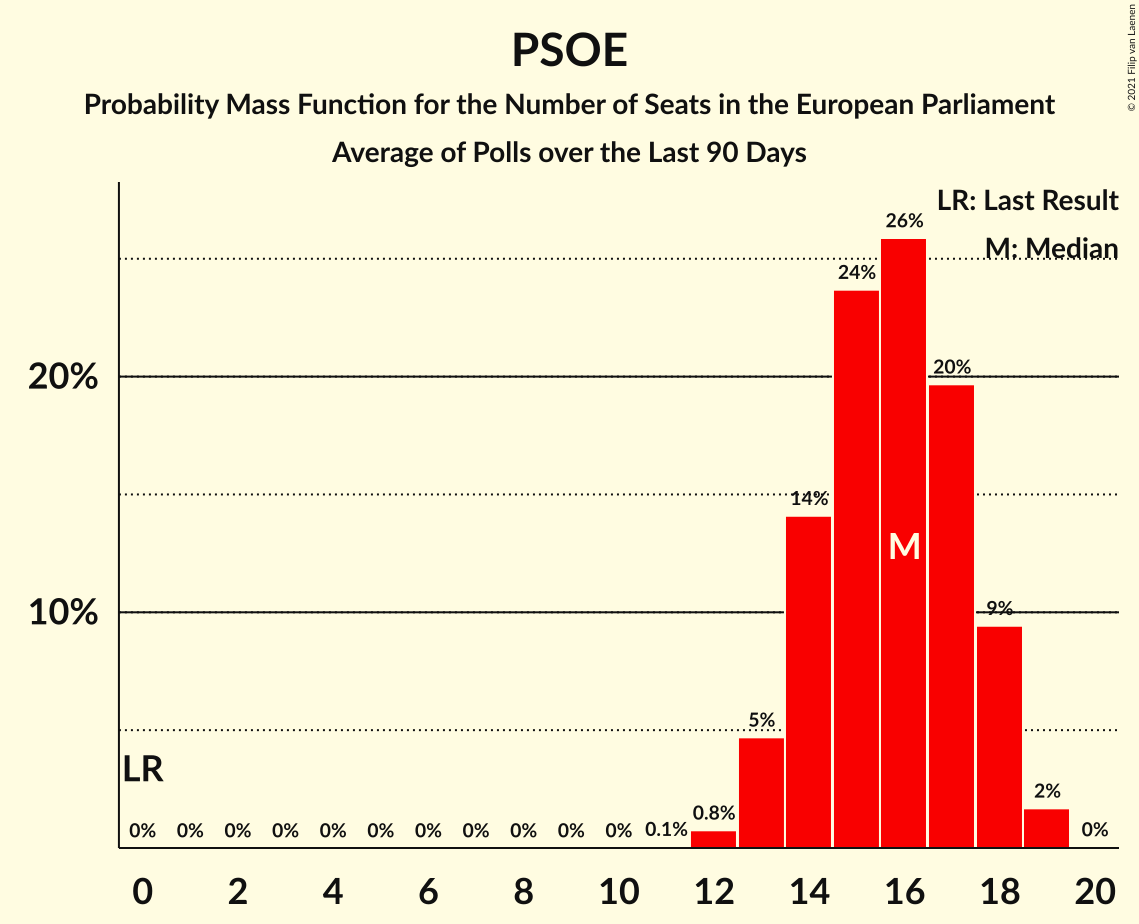 PSOE
Probability Mass Function for the Number of Seats in the European Parliament
Average of Polls over the Last 90 Days
© 2021 Filip van Laenen
LR: Last Result
M: Median
26%
24%
20%
20%
14%
M
10%
9%
5%
LR
2%
0% 0% 0% 0% 0% 0% 0% 0% 0% 0% 0% 0.1% 0.8% 0%
0 2 4 6 8 10 12 14 16 18 20